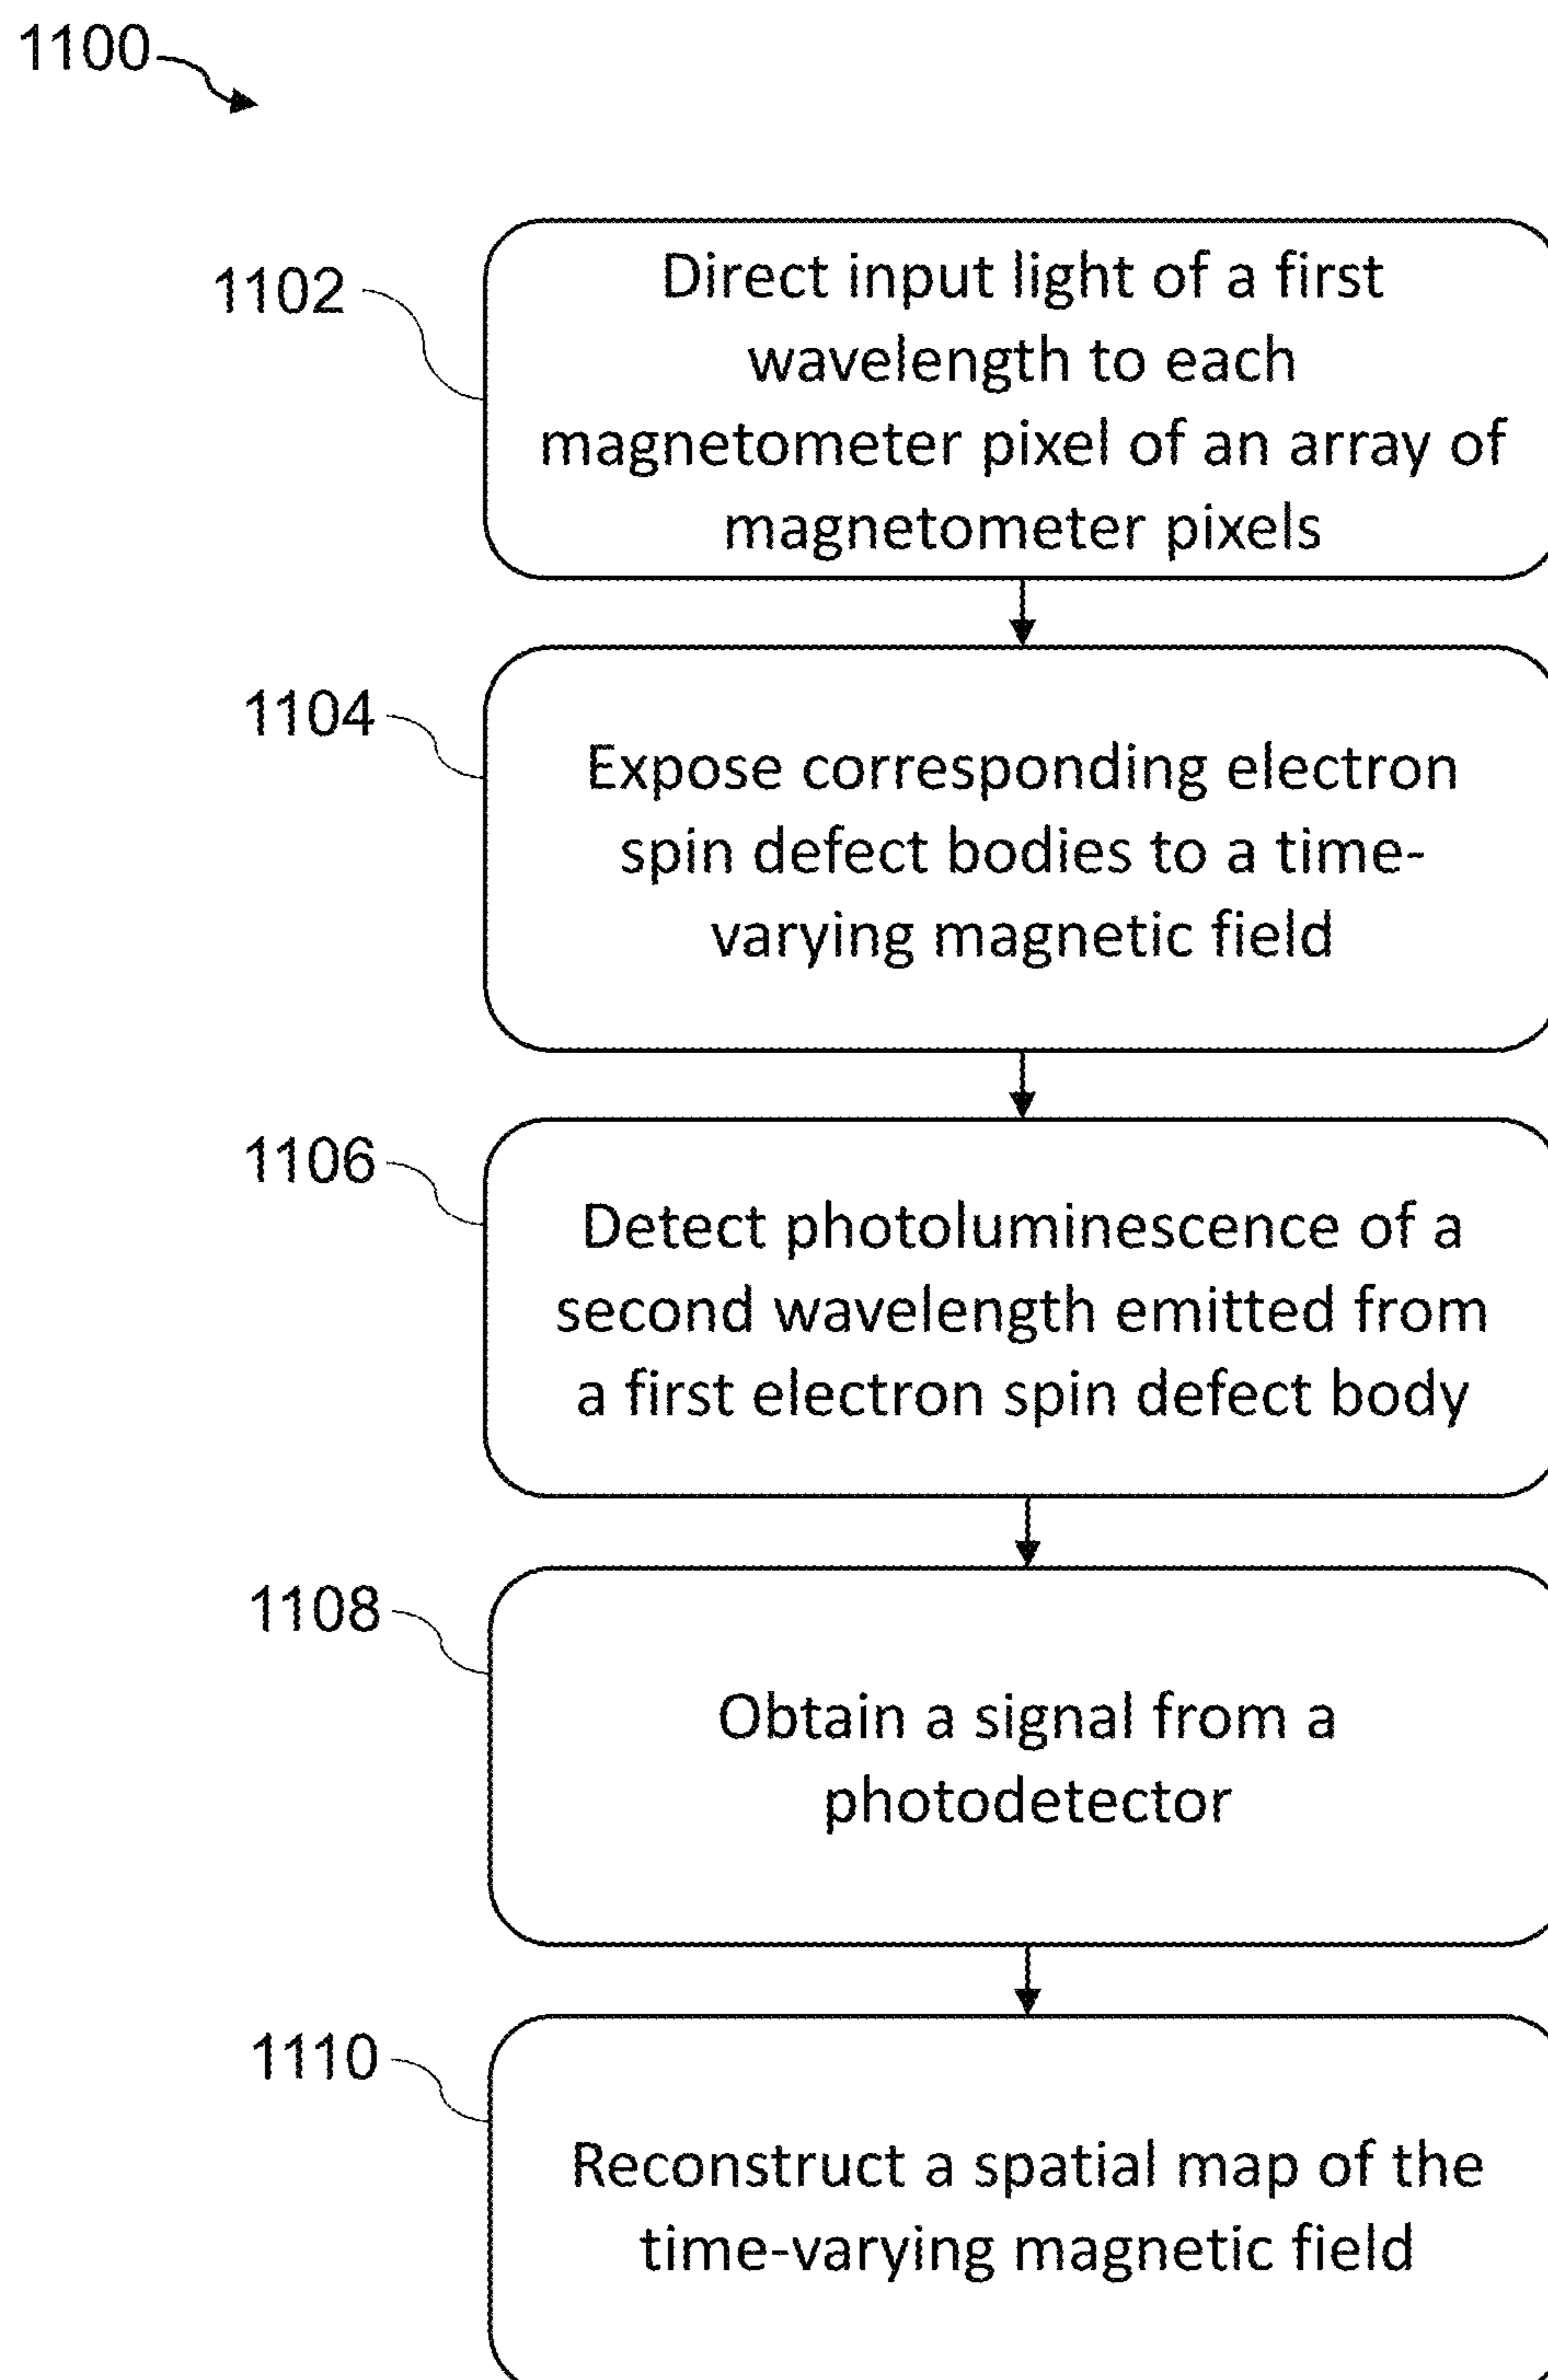 1100
1102
Direct input light of a first
wavelength to each
magnetometer pixel of an array of
magnetometer pixels
1104
Expose corresponding electron
spin defect bodies to a time-
varying magnetic field
1106
Detect photoluminescence of a
second wavelength emitted from
a first electron spin defect body
1108
Obtain a signal from a
photodetector
1110
Reconstruct a spatial map of the
time-varying magnetic field